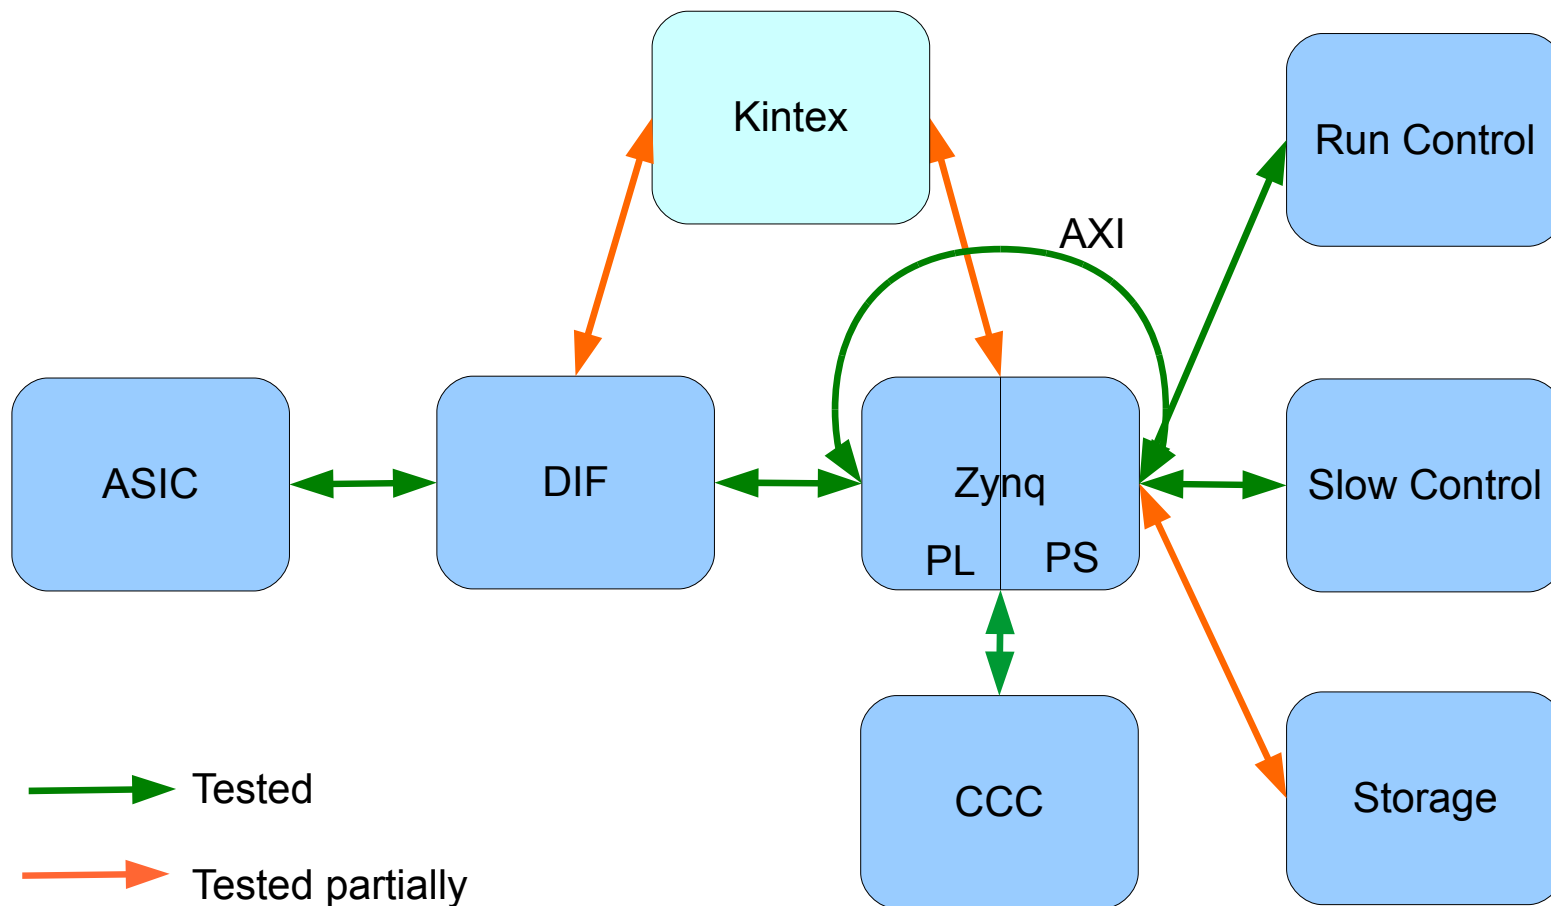 Kintex
Run Control
AXI
ASIC
DIF
Zynq
Slow Control
PL
PS
CCC
Storage
Tested
Tested partially